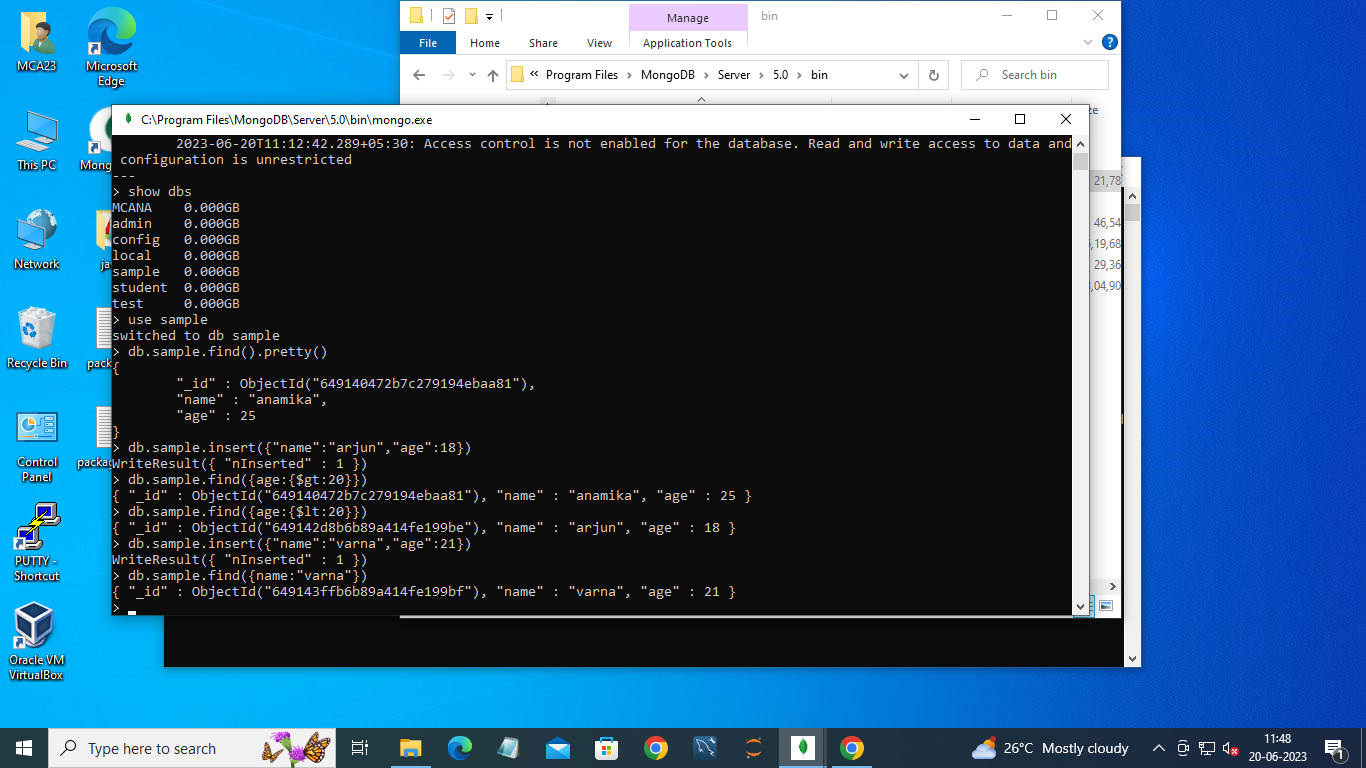 Manage
bin
File
Home
Share
View
Application Tools
« Program Files › MongoDB › Server › 5.0 › bin
Search bin
MCA23
Microsoft Edge
This PC
Network
Recycle Bin
Control Panel
PUTTY - Shortcut
Oracle VM VirtualBox
C:\Program Files\MongoDB\Server\5.0\bin\mongo.exe
        2023-06-20T11:12:42.289+05:30: Access control is not enabled for the database. Read and write access to data and
 configuration is unrestricted
---
> show dbs
MCANA    0.000GB
admin    0.000GB
config   0.000GB
local    0.000GB
sample   0.000GB
student  0.000GB
test     0.000GB
> use sample
switched to db sample
> db.sample.find().pretty()
{
        "_id" : ObjectId("649140472b7c279194ebaa81"),
        "name" : "anamika",
        "age" : 25
}
> db.sample.insert({"name":"arjun","age":18})
WriteResult({ "nInserted" : 1 })
> db.sample.find({age:{$gt:20}})
{ "_id" : ObjectId("649140472b7c279194ebaa81"), "name" : "anamika", "age" : 25 }
> db.sample.find({age:{$lt:20}})
{ "_id" : ObjectId("649142d8b6b89a414fe199be"), "name" : "arjun", "age" : 18 }
> db.sample.insert({"name":"varna","age":21})
WriteResult({ "nInserted" : 1 })
> db.sample.find({name:"varna"})
{ "_id" : ObjectId("649143ffb6b89a414fe199bf"), "name" : "varna", "age" : 21 }
>
21,78
46,54
19,68
29,36
04,90
Type here to search
26°C Mostly cloudy
11:48
20-06-2023
1